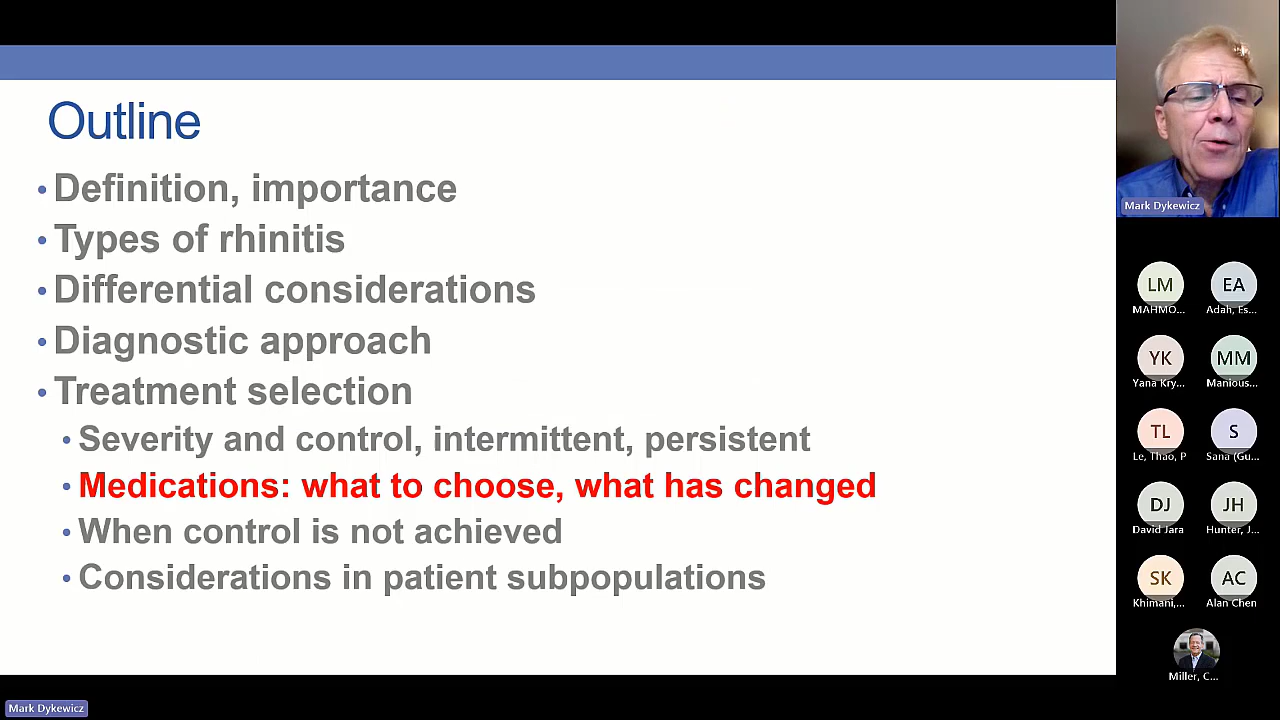 Outline
• Definition, importance
• Types of rhinitis
• Differential considerations
• Diagnostic approach
• Treatment selection
• Severity and control, intermittent, persistent
• Medications: what to choose, what has changed
• When control is not achieved
• Considerations in patient subpopulations
Mark Dykewicz
LM
MAHMO...
EA
Adah, Es...
YK
Yana Kry...
MM
Manious...
TL
Le, Thao, P
S
Sana (Gu...
DJ
David Jara
JH
Hunter, J...
SK
Khimani,...
AC
Alan Chen
Miller, C...
Mark Dykewicz